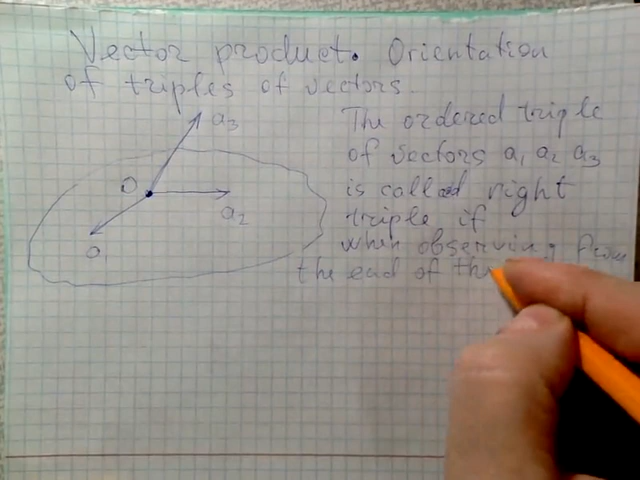 Vector product. Orientation
of triples of vectors.
a3
The ordered triple
of vectors a1 a2 a3
O
is called right
a2
triple if
a1
when observing from
the end of the